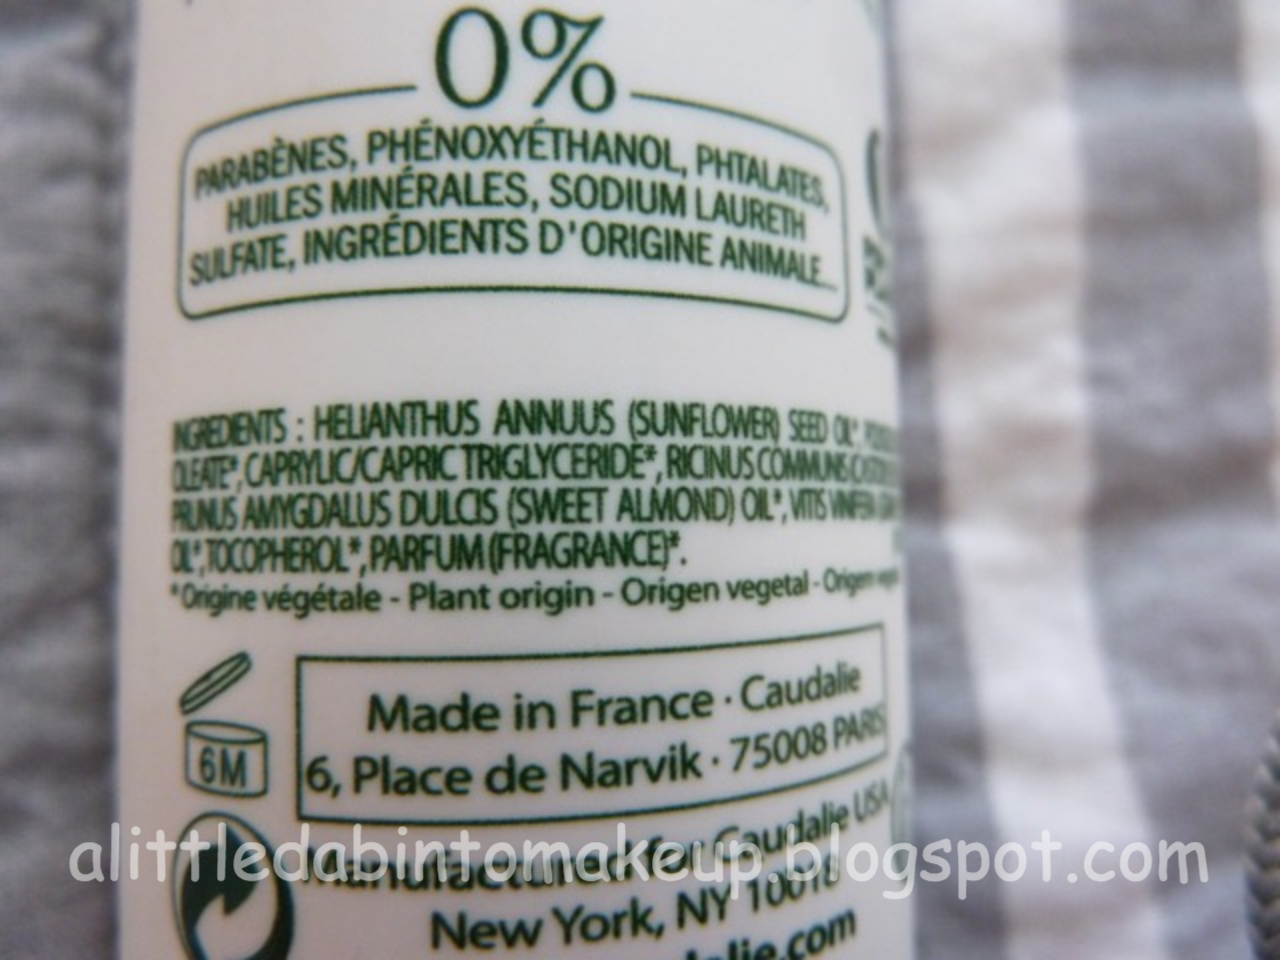 0%
PARABÈNES, PHÉNOXYÉTHANOL, PHTALATES,
HUILES MINÉRALES, SODIUM LAURETH
SULFATE, INGRÉDIENTS D'ORIGINE ANIMALE...
INGREDIENTS : HELIANTHUS ANNUUS (SUNFLOWER) SEED OIL*,
OLEATE*, CAPRYLIC/CAPRIC TRIGLYCERIDE*, RICINUS COMMUNIS
PRUNUS AMYGDALUS DULCIS (SWEET ALMOND) OIL*, VITIS VINIFERA
OIL*, TOCOPHEROL*, PARFUM (FRAGRANCE)*.
* Origine végétale - Plant origin - Origen vegetal - Origem
6M
Made in France · Caudalie
6, Place de Narvik · 75008 PARIS
Manufactured for Caudalie USA
alittledabintomakeup.blogspot.com
New York, NY